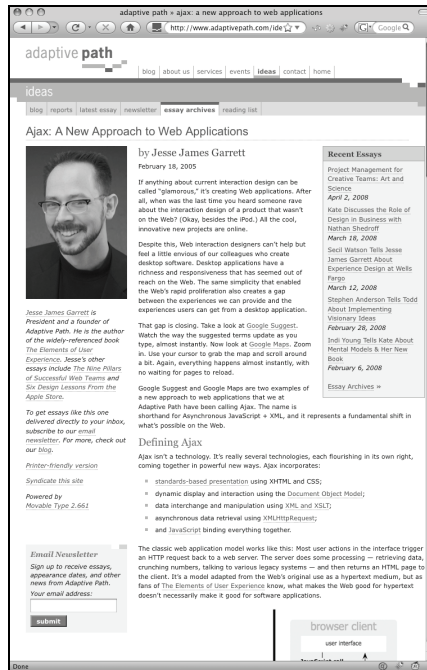 adaptive path » ajax: a new approach to web applications
http://www.adaptivepath.com/ide
Google
adaptive path
blog about us services events ideas contact home
ideas
blog reports latest essay newsletter essay archives reading list
Ajax: A New Approach to Web Applications
by Jesse James Garrett
February 18, 2005
If anything about current interaction design can be
called “glamorous,” it’s creating Web applications. After
all, when was the last time you heard someone rave
about the interaction design of a product that wasn’t
on the Web? (Okay, besides the iPod.) All the cool,
innovative new projects are online.
Despite this, Web interaction designers can’t help but
feel a little envious of our colleagues who create
desktop software. Desktop applications have a
richness and responsiveness that has seemed out of
reach on the Web. The same simplicity that enabled
the Web’s rapid proliferation also creates a gap
between the experiences we can provide and the
experiences users can get from a desktop application.
That gap is closing. Take a look at Google Suggest.
Watch the way the suggested terms update as you
type, almost instantly. Now look at Google Maps. Zoom
in. Use your cursor to grab the map and scroll around
a bit. Again, everything happens almost instantly, with
no waiting for pages to reload.
Google Suggest and Google Maps are two examples of
a new approach to web applications that we at
Adaptive Path have been calling Ajax. The name is
shorthand for Asynchronous JavaScript + XML, and it represents a fundamental shift in
what’s possible on the Web.
Defining Ajax
Ajax isn’t a technology. It’s really several technologies, each flourishing in its own right,
coming together in powerful new ways. Ajax incorporates:
standards-based presentation using XHTML and CSS;
dynamic display and interaction using the Document Object Model;
data interchange and manipulation using XML and XSLT;
asynchronous data retrieval using XMLHttpRequest;
and JavaScript binding everything together.
The classic web application model works like this: Most user actions in the interface trigger
an HTTP request back to a web server. The server does some processing — retrieving data,
crunching numbers, talking to various legacy systems — and then returns an HTML page to
the client. It’s a model adapted from the Web’s original use as a hypertext medium, but as
fans of The Elements of User Experience know, what makes the Web good for hypertext
doesn’t necessarily make it good for software applications.
browser client
user interface
JavaScript call
Recent Essays
Project Management for
Creative Teams: Art and
Science
April 2, 2008
Kate Discusses the Role of
Design in Business with
Nathan Shedroff
March 18, 2008
Secil Watson Tells Jesse
James Garrett About
Experience Design at Wells
Fargo
March 12, 2008
Stephen Anderson Tells Todd
About Implementing
Visionary Ideas
February 28, 2008
Indi Young Tells Kate About
Mental Models & Her New
Book
February 6, 2008
Essay Archives »
Jesse James Garrett is
President and a founder of
Adaptive Path. He is the author
of the widely-referenced book
The Elements of User
Experience. Jesse’s other
essays include The Nine Pillars
of Successful Web Teams and
Six Design Lessons From the
Apple Store.
To get essays like this one
delivered directly to your inbox,
subscribe to our email
newsletter. For more, check out
our blog.
Printer-friendly version
Syndicate this site
Powered by
Movable Type 2.661
Email Newsletter
Sign up to receive essays,
appearance dates, and other
news from Adaptive Path.
Your email address:
submit
Done